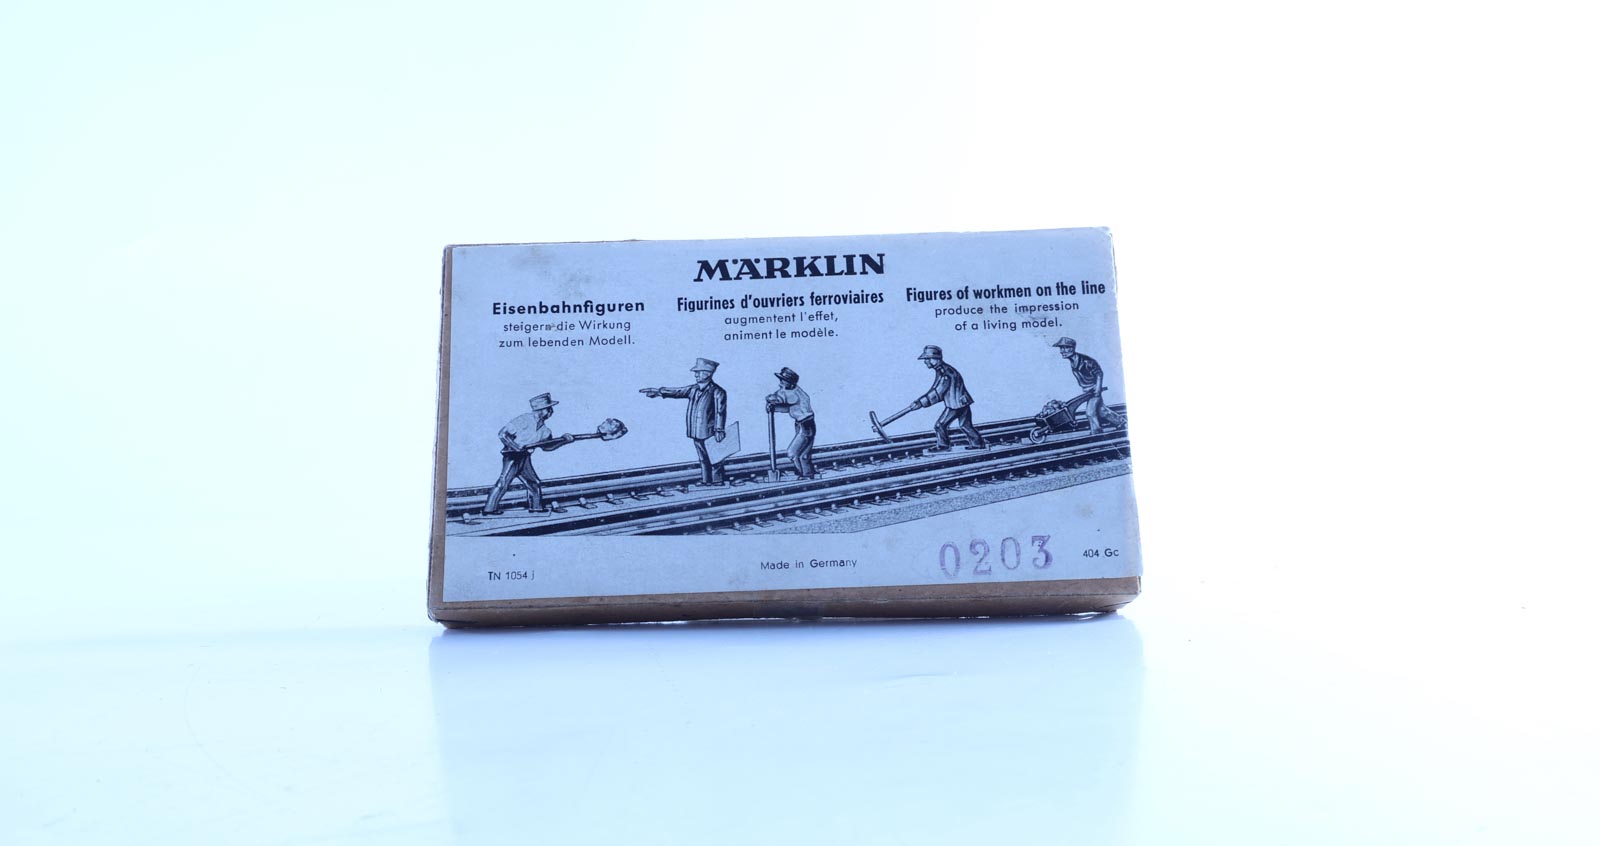 MÄRKLIN
Eisenbahnfiguren
steigern die Wirkung
zum lebenden Modell.
Figurines d'ouvriers ferroviaires
augmentent l'effet,
animent le modèle.
Figures of workmen on the line
produce the impression
of a living model.
TN 1054 j
Made in Germany
0203
404 Gc